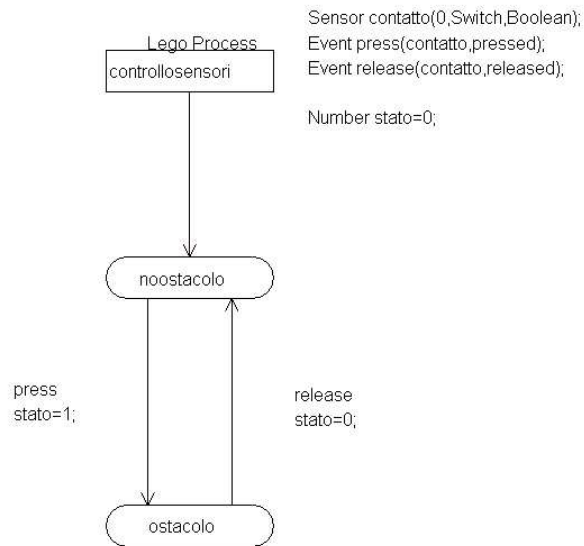 Sensor contatto(0,Switch,Boolean);
Lego Process
Event press(contatto,pressed);
controllosensori
Event release(contatto,released);
Number stato=0;
noostacolo
press
stato=1;
release
stato=0;
ostacolo